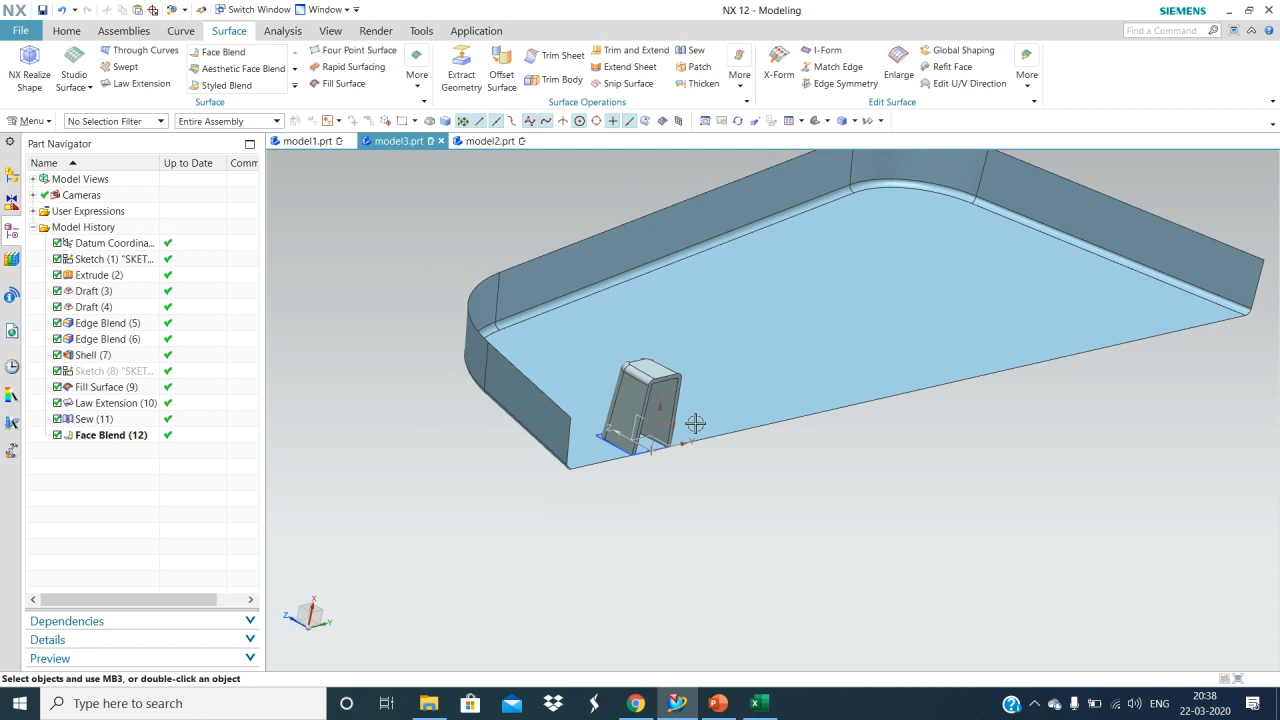 NX
Switch Window
Window
NX 12 - Modeling
SIEMENS
File
Home
Assemblies
Curve
Surface
Analysis
View
Render
Tools
Application
Find a Command
NX Realize Shape
Studio Surface
Through Curves
Swept
Law Extension
Face Blend
Aesthetic Face Blend
Styled Blend
Four Point Surface
Rapid Surfacing
Fill Surface
More
Surface
Extract Geometry
Offset Surface
Trim Sheet
Trim Body
Trim and Extend
Extend Sheet
Snip Surface
Sew
Patch
Thicken
More
Surface Operations
X-Form
I-Form
Match Edge
Edge Symmetry
Enlarge
Global Shaping
Refit Face
Edit U/V Direction
More
Edit Surface
Menu
No Selection Filter
Entire Assembly
Part Navigator
model1.prt
model3.prt
model2.prt
Name
Up to Date
Comm
Model Views
Cameras
User Expressions
Model History
Datum Coordina...
Sketch (1) "SKET...
Extrude (2)
Draft (3)
Draft (4)
Edge Blend (5)
Edge Blend (6)
Shell (7)
Sketch (8) "SKET...
Fill Surface (9)
Law Extension (10)
Sew (11)
Face Blend (12)
Dependencies
Details
Preview
Z
Y
X
Z
Y
Select objects and use MB3, or double-click an object
Type here to search
ENG
20:38
22-03-2020